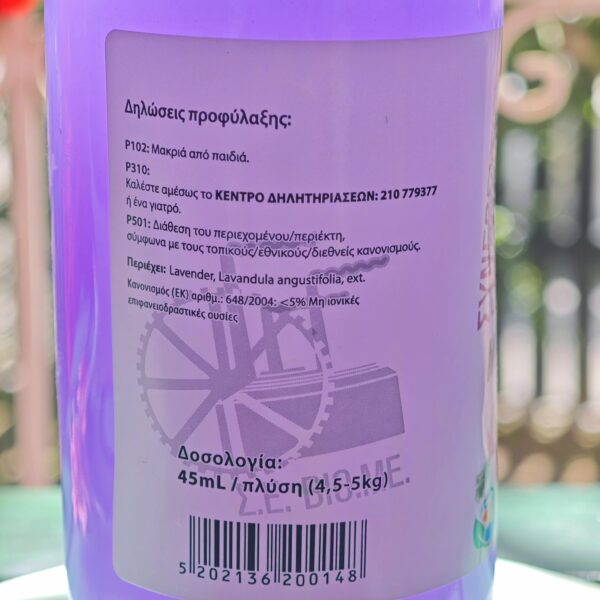 Δηλώσεις προφύλαξης:
P102: Μακριά από παιδιά.
P310:
Καλέστε αμέσως το ΚΕΝΤΡΟ ΔΗΛΗΤΗΡΙΑΣΕΩΝ: 210 779377
ή ένα γιατρό.
P501: Διάθεση του περιεχομένου/περιέκτη,
σύμφωνα με τους τοπικούς/εθνικούς/διεθνείς κανονισμούς.
Περιέχει: Lavender, Lavandula angustifolia, ext.
Κανονισμός (ΕΚ) αριθμ.: 648/2004: <5% Μη ιονικές
επιφανειοδραστικές ουσίες
Δοσολογία:
45mL / πλύση (4,5-5kg)
Σ.Ε. ΒΙΟ.ΜΕ.
5 202136 200148